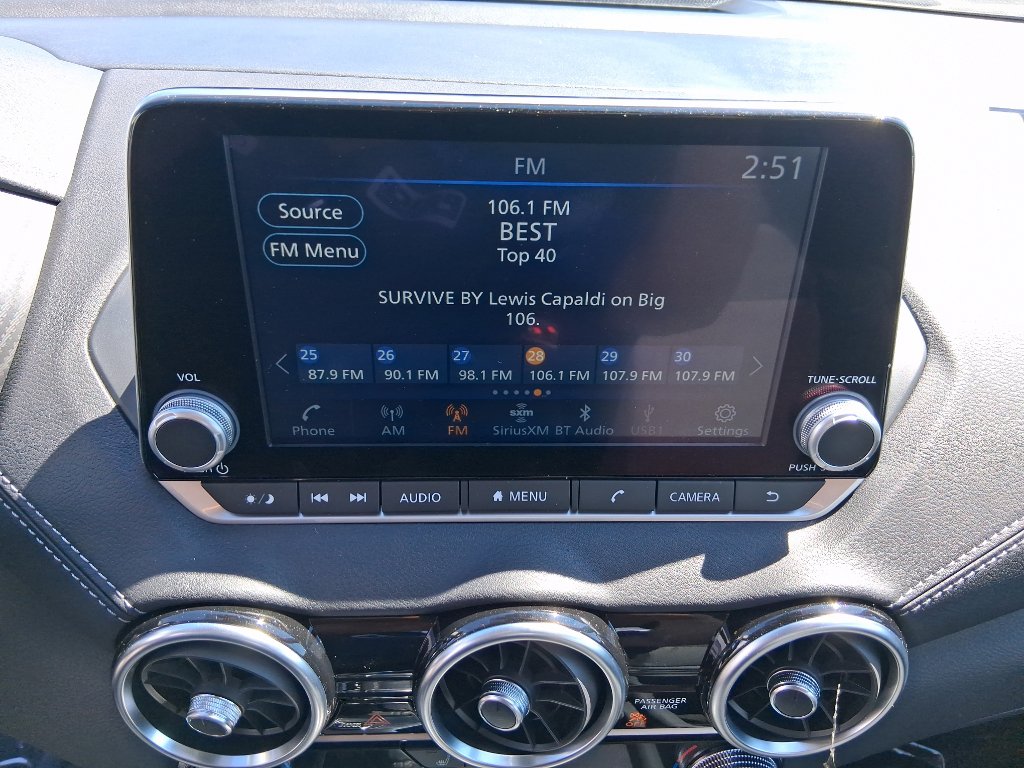 FM
2:51
Source
FM Menu
106.1 FM
BEST
Top 40
SURVIVE BY Lewis Capaldi on Big
106.
25 26 27 28 29 30
87.9 FM 90.1 FM 98.1 FM 106.1 FM 107.9 FM 107.9 FM
Phone AM FM SiriusXM BT Audio USB1 Settings
sxm
VOL
TUNE·SCROLL
PUSH
AUDIO
MENU
CAMERA
PASSENGER
AIR BAG
OFF